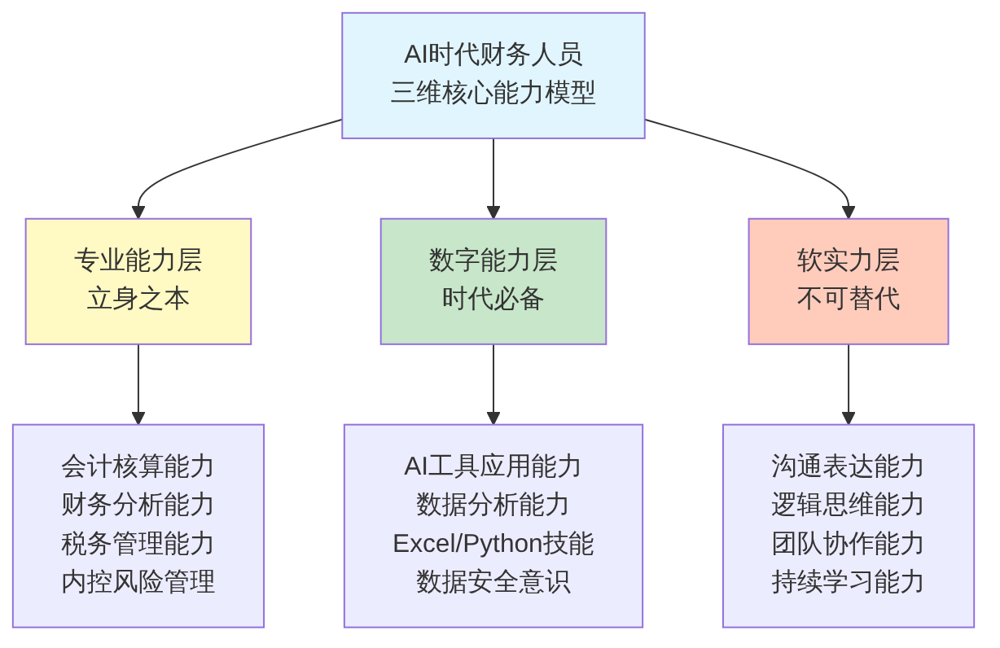 AI时代财务人员
三维核心能力模型
专业能力层
立身之本
数字能力层
时代必备
软实力层
不可替代
会计核算能力
财务分析能力
税务管理能力
内控风险管理
AI工具应用能力
数据分析能力
Excel/Python技能
数据安全意识
沟通表达能力
逻辑思维能力
团队协作能力
持续学习能力